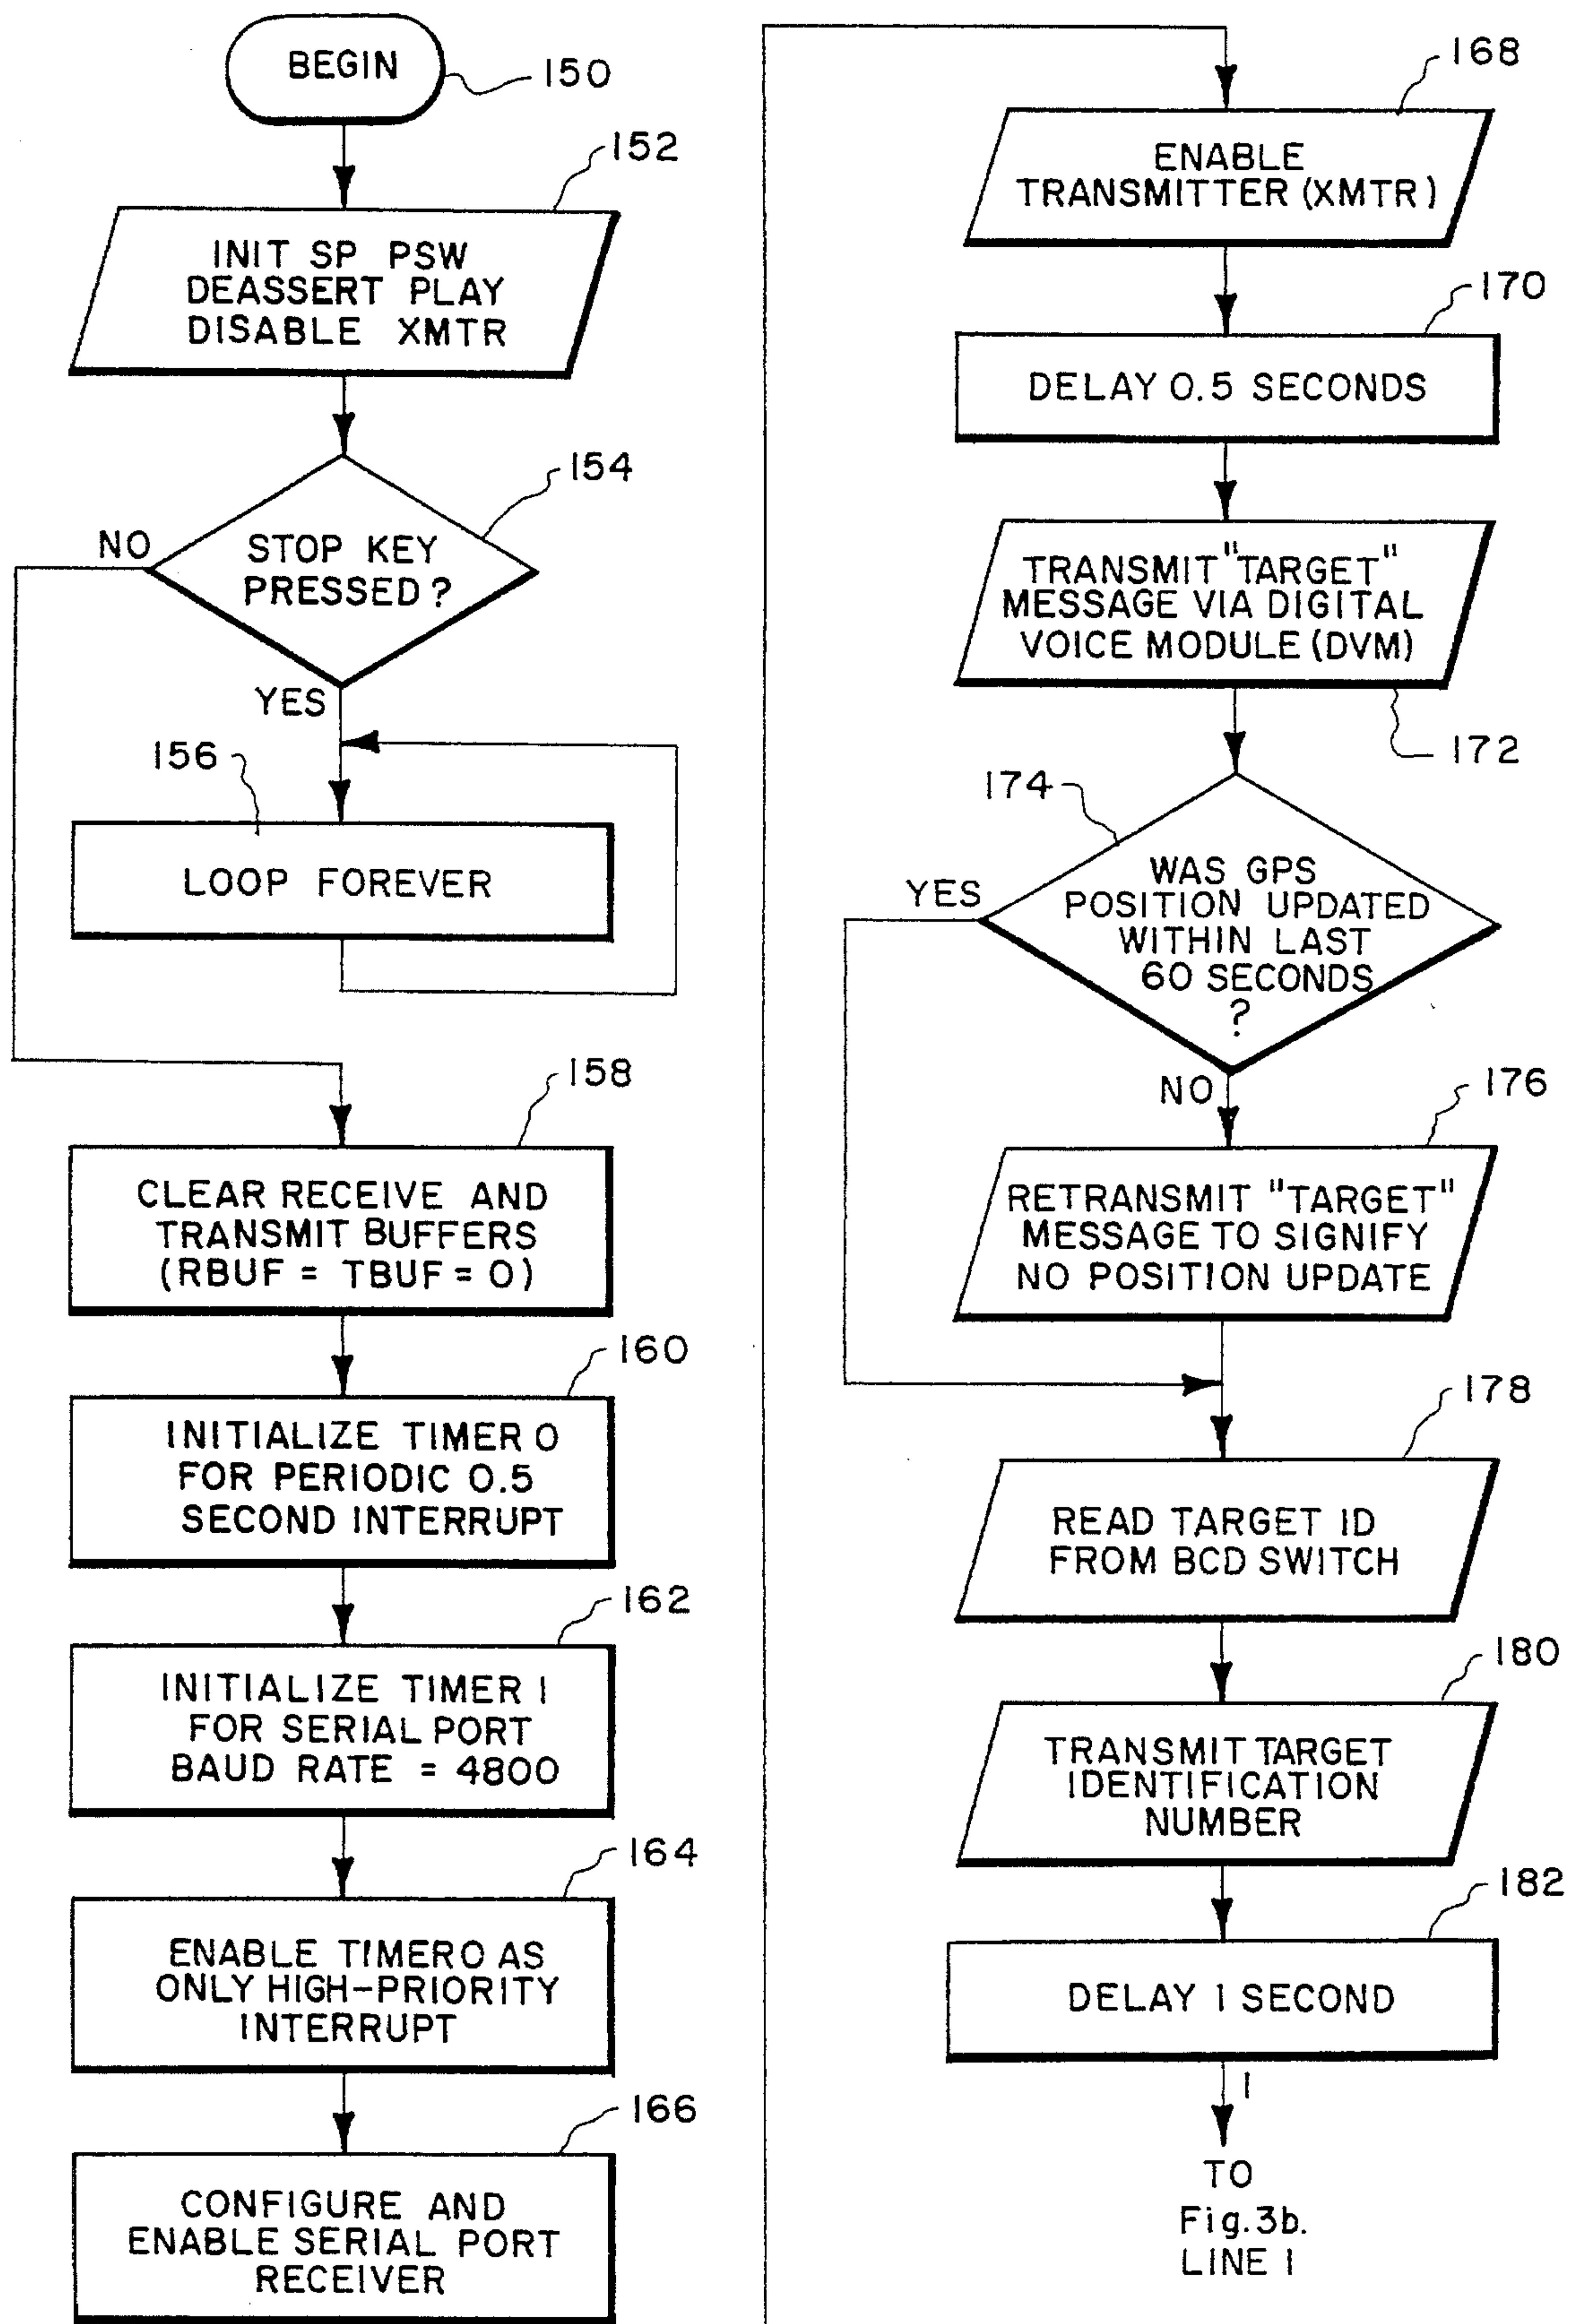 BEGIN
150
152
INIT SP PSW
DEASSERT PLAY
DISABLE XMTR
154
NO
STOP KEY
PRESSED?
YES
156
LOOP FOREVER
158
CLEAR RECEIVE AND
TRANSMIT BUFFERS
(RBUF = TBUF = 0)
160
INITIALIZE TIMER 0
FOR PERIODIC 0.5
SECOND INTERRUPT
162
INITIALIZE TIMER 1
FOR SERIAL PORT
BAUD RATE = 4800
164
ENABLE TIMER0 AS
ONLY HIGH-PRIORITY
INTERRUPT
166
CONFIGURE AND
ENABLE SERIAL PORT
RECEIVER
168
ENABLE
TRANSMITTER (XMTR)
170
DELAY 0.5 SECONDS
TRANSMIT "TARGET"
MESSAGE VIA DIGITAL
VOICE MODULE (DVM)
172
174
YES
WAS GPS
POSITION UPDATED
WITHIN LAST
60 SECONDS
?
NO
176
RETRANSMIT "TARGET"
MESSAGE TO SIGNIFY
NO POSITION UPDATE
178
READ TARGET ID
FROM BCD SWITCH
180
TRANSMIT TARGET
IDENTIFICATION
NUMBER
182
DELAY 1 SECOND
1
TO
Fig.3b.
LINE 1